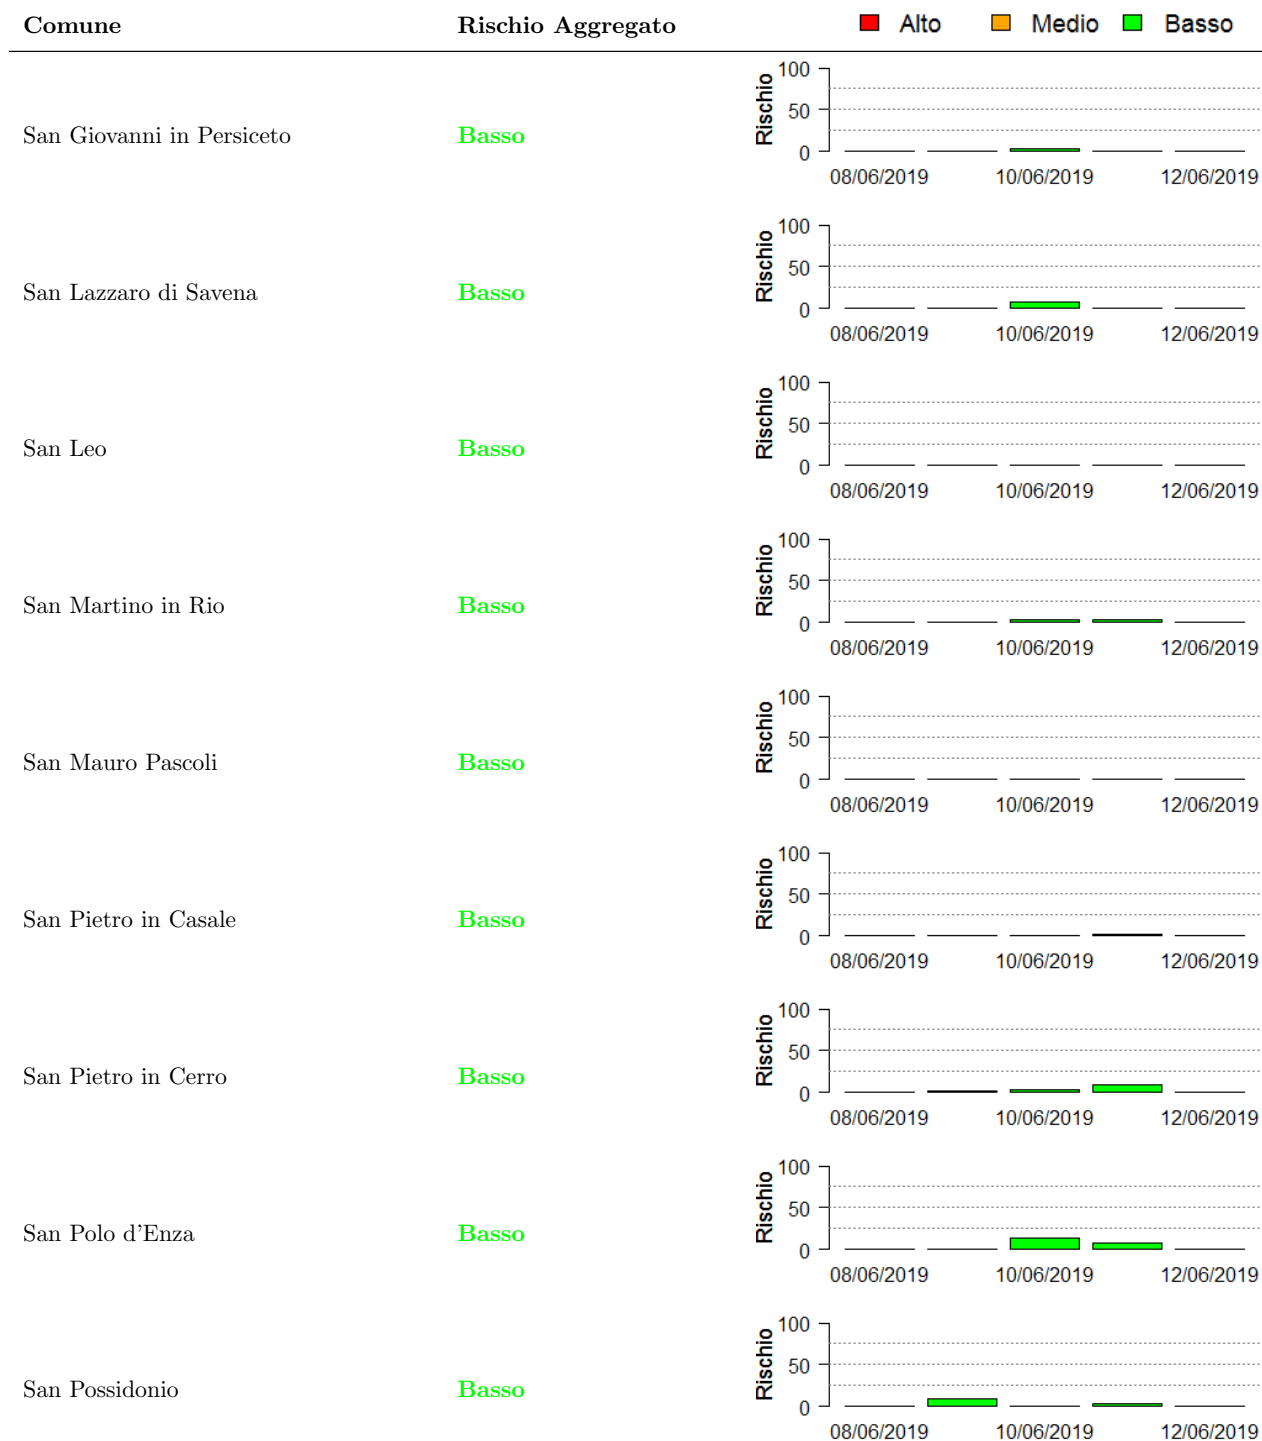 Comune Rischio Aggregato Alto Medio Basso
100
50
0
Rischio
San Giovanni in Persiceto Basso
08/06/2019 10/06/2019 12/06/2019
100
50
0
Rischio
San Lazzaro di Savena Basso
08/06/2019 10/06/2019 12/06/2019
100
50
0
Rischio
San Leo Basso
08/06/2019 10/06/2019 12/06/2019
100
50
0
Rischio
San Martino in Rio Basso
08/06/2019 10/06/2019 12/06/2019
100
50
0
Rischio
San Mauro Pascoli Basso
08/06/2019 10/06/2019 12/06/2019
100
50
0
Rischio
San Pietro in Casale Basso
08/06/2019 10/06/2019 12/06/2019
100
50
0
Rischio
San Pietro in Cerro Basso
08/06/2019 10/06/2019 12/06/2019
100
50
0
Rischio
San Polo d'Enza Basso
08/06/2019 10/06/2019 12/06/2019
100
50
0
Rischio
San Possidonio Basso
08/06/2019 10/06/2019 12/06/2019